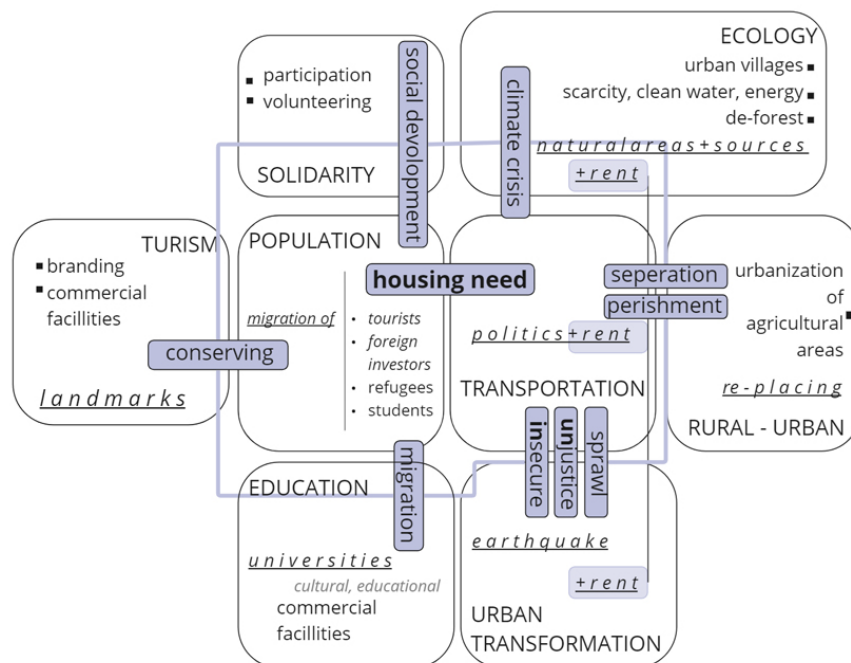 participation
volunteering
SOLIDARITY
social devolopment
ECOLOGY
urban villages
scarcity, clean water, energy
de-forest
naturalareas+sources
+rent
climate crisis
TURISM
branding
commercial
facillities
landmarks
conserving
POPULATION
housing need
migration of
tourists
foreign
investors
refugees
students
politics+rent
TRANSPORTATION
seperation
perishment
urbanization
of
agricultural
areas
re-placing
RURAL - URBAN
migration
EDUCATION
universities
cultural, educational
commercial
facillities
insecure
unjustice
sprawl
earthquake
+rent
URBAN
TRANSFORMATION